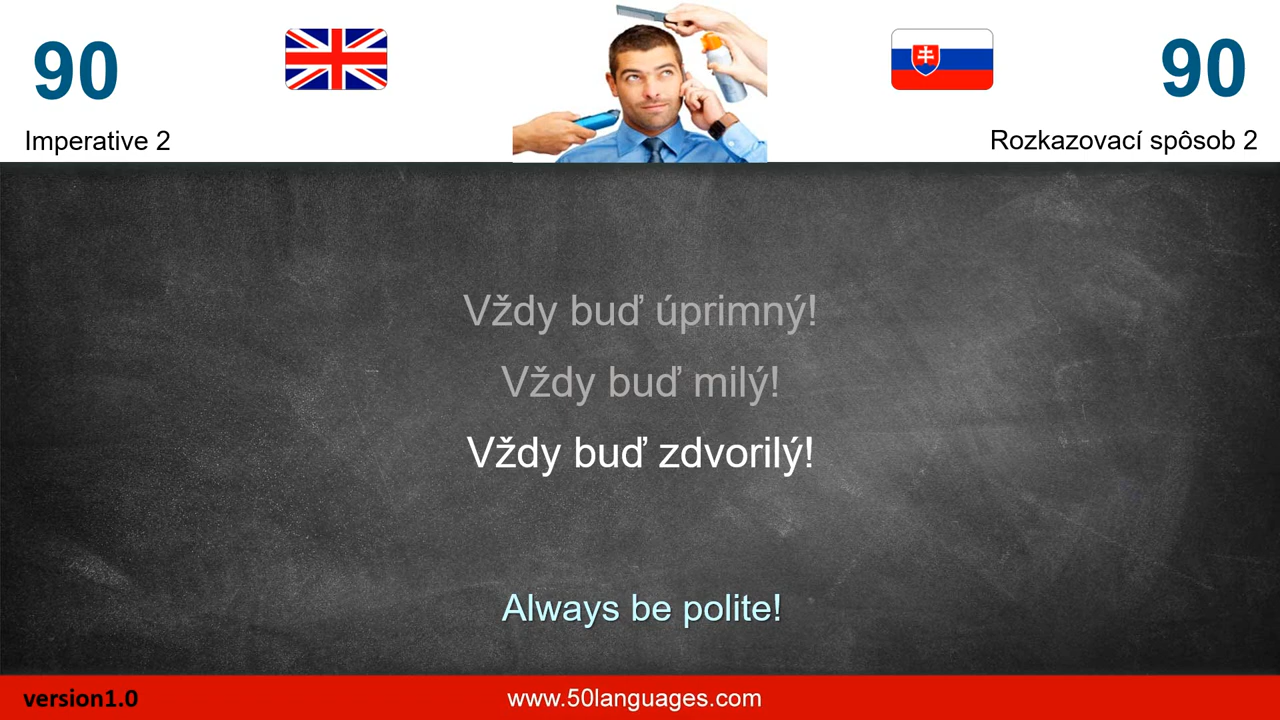 90
90
Imperative 2
Rozkazovací spôsob 2
Vždy buď úprimný!
Vždy buď milý!
Vždy buď zdvorilý!
Always be polite!
version1.0
www.50languages.com